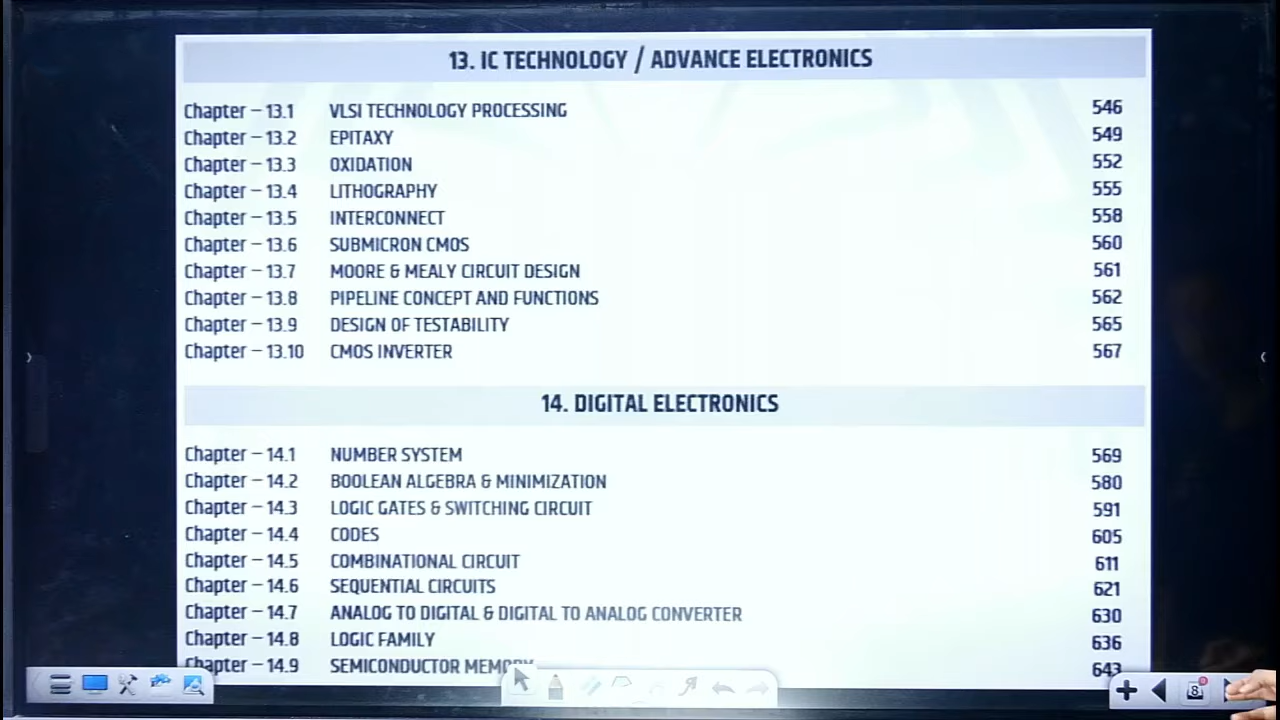 13. IC TECHNOLOGY / ADVANCE ELECTRONICS
Chapter – 13.1 VLSI TECHNOLOGY PROCESSING 546
Chapter – 13.2 EPITAXY 549
Chapter – 13.3 OXIDATION 552
Chapter – 13.4 LITHOGRAPHY 555
Chapter – 13.5 INTERCONNECT 558
Chapter – 13.6 SUBMICRON CMOS 560
Chapter – 13.7 MOORE & MEALY CIRCUIT DESIGN 561
Chapter – 13.8 PIPELINE CONCEPT AND FUNCTIONS 562
Chapter – 13.9 DESIGN OF TESTABILITY 565
Chapter – 13.10 CMOS INVERTER 567
14. DIGITAL ELECTRONICS
Chapter – 14.1 NUMBER SYSTEM 569
Chapter – 14.2 BOOLEAN ALGEBRA & MINIMIZATION 580
Chapter – 14.3 LOGIC GATES & SWITCHING CIRCUIT 591
Chapter – 14.4 CODES 605
Chapter – 14.5 COMBINATIONAL CIRCUIT 611
Chapter – 14.6 SEQUENTIAL CIRCUITS 621
Chapter – 14.7 ANALOG TO DIGITAL & DIGITAL TO ANALOG CONVERTER 630
Chapter – 14.8 LOGIC FAMILY 636
Chapter – 14.9 SEMICONDUCTOR MEMORY 643
8